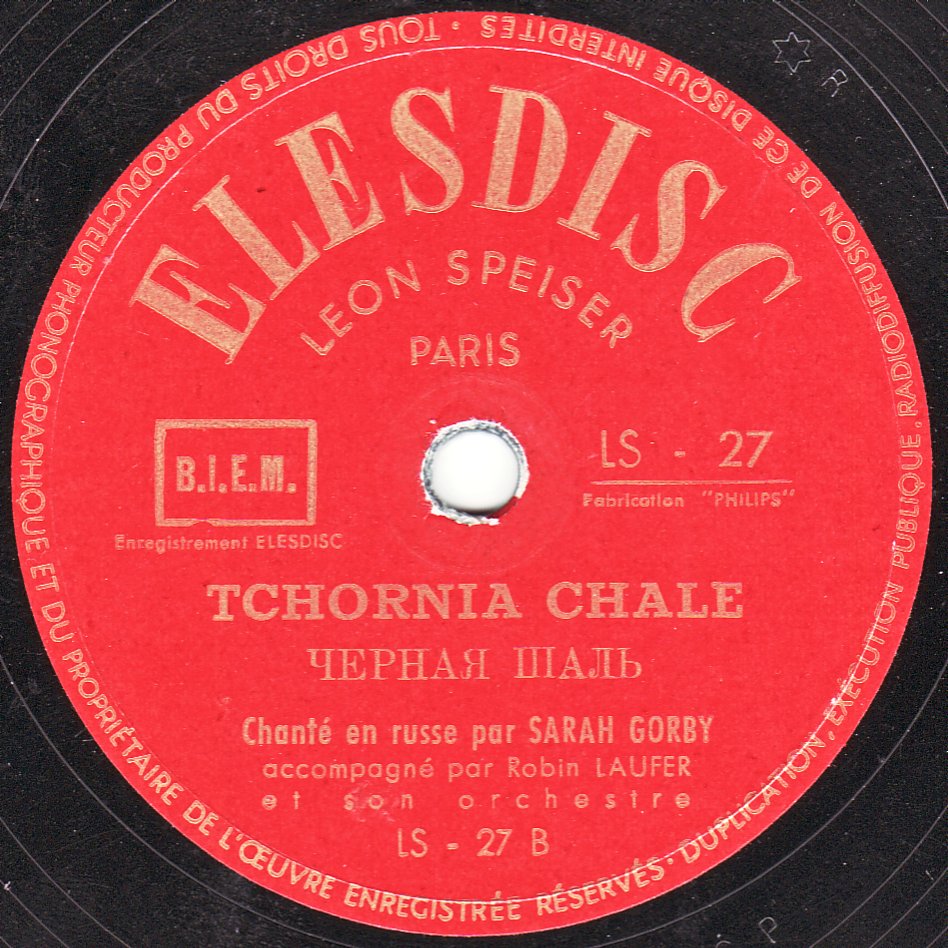 ELESDISC
LEON SPEISER
PARIS
B.I.E.M.
Enregistrement ELESDISC
LS - 27
Fabrication "PHILIPS"
TCHORNIA CHALE
ЧЕРНАЯ ШАЛЬ
Chanté en russe par SARAH GORBY
accompagné par Robin LAUFER
et son orchestre
LS - 27 B
TOUS DROITS DU PRODUCTEUR PHONOGRAPHIQUE ET DU PROPRIÉTAIRE DE L'ŒUVRE ENREGISTRÉE RÉSERVÉS · DUPLICATION, EXÉCUTION PUBLIQUE. RADIODIFFUSION DE CE DISQUE INTERDITES ·
R
P